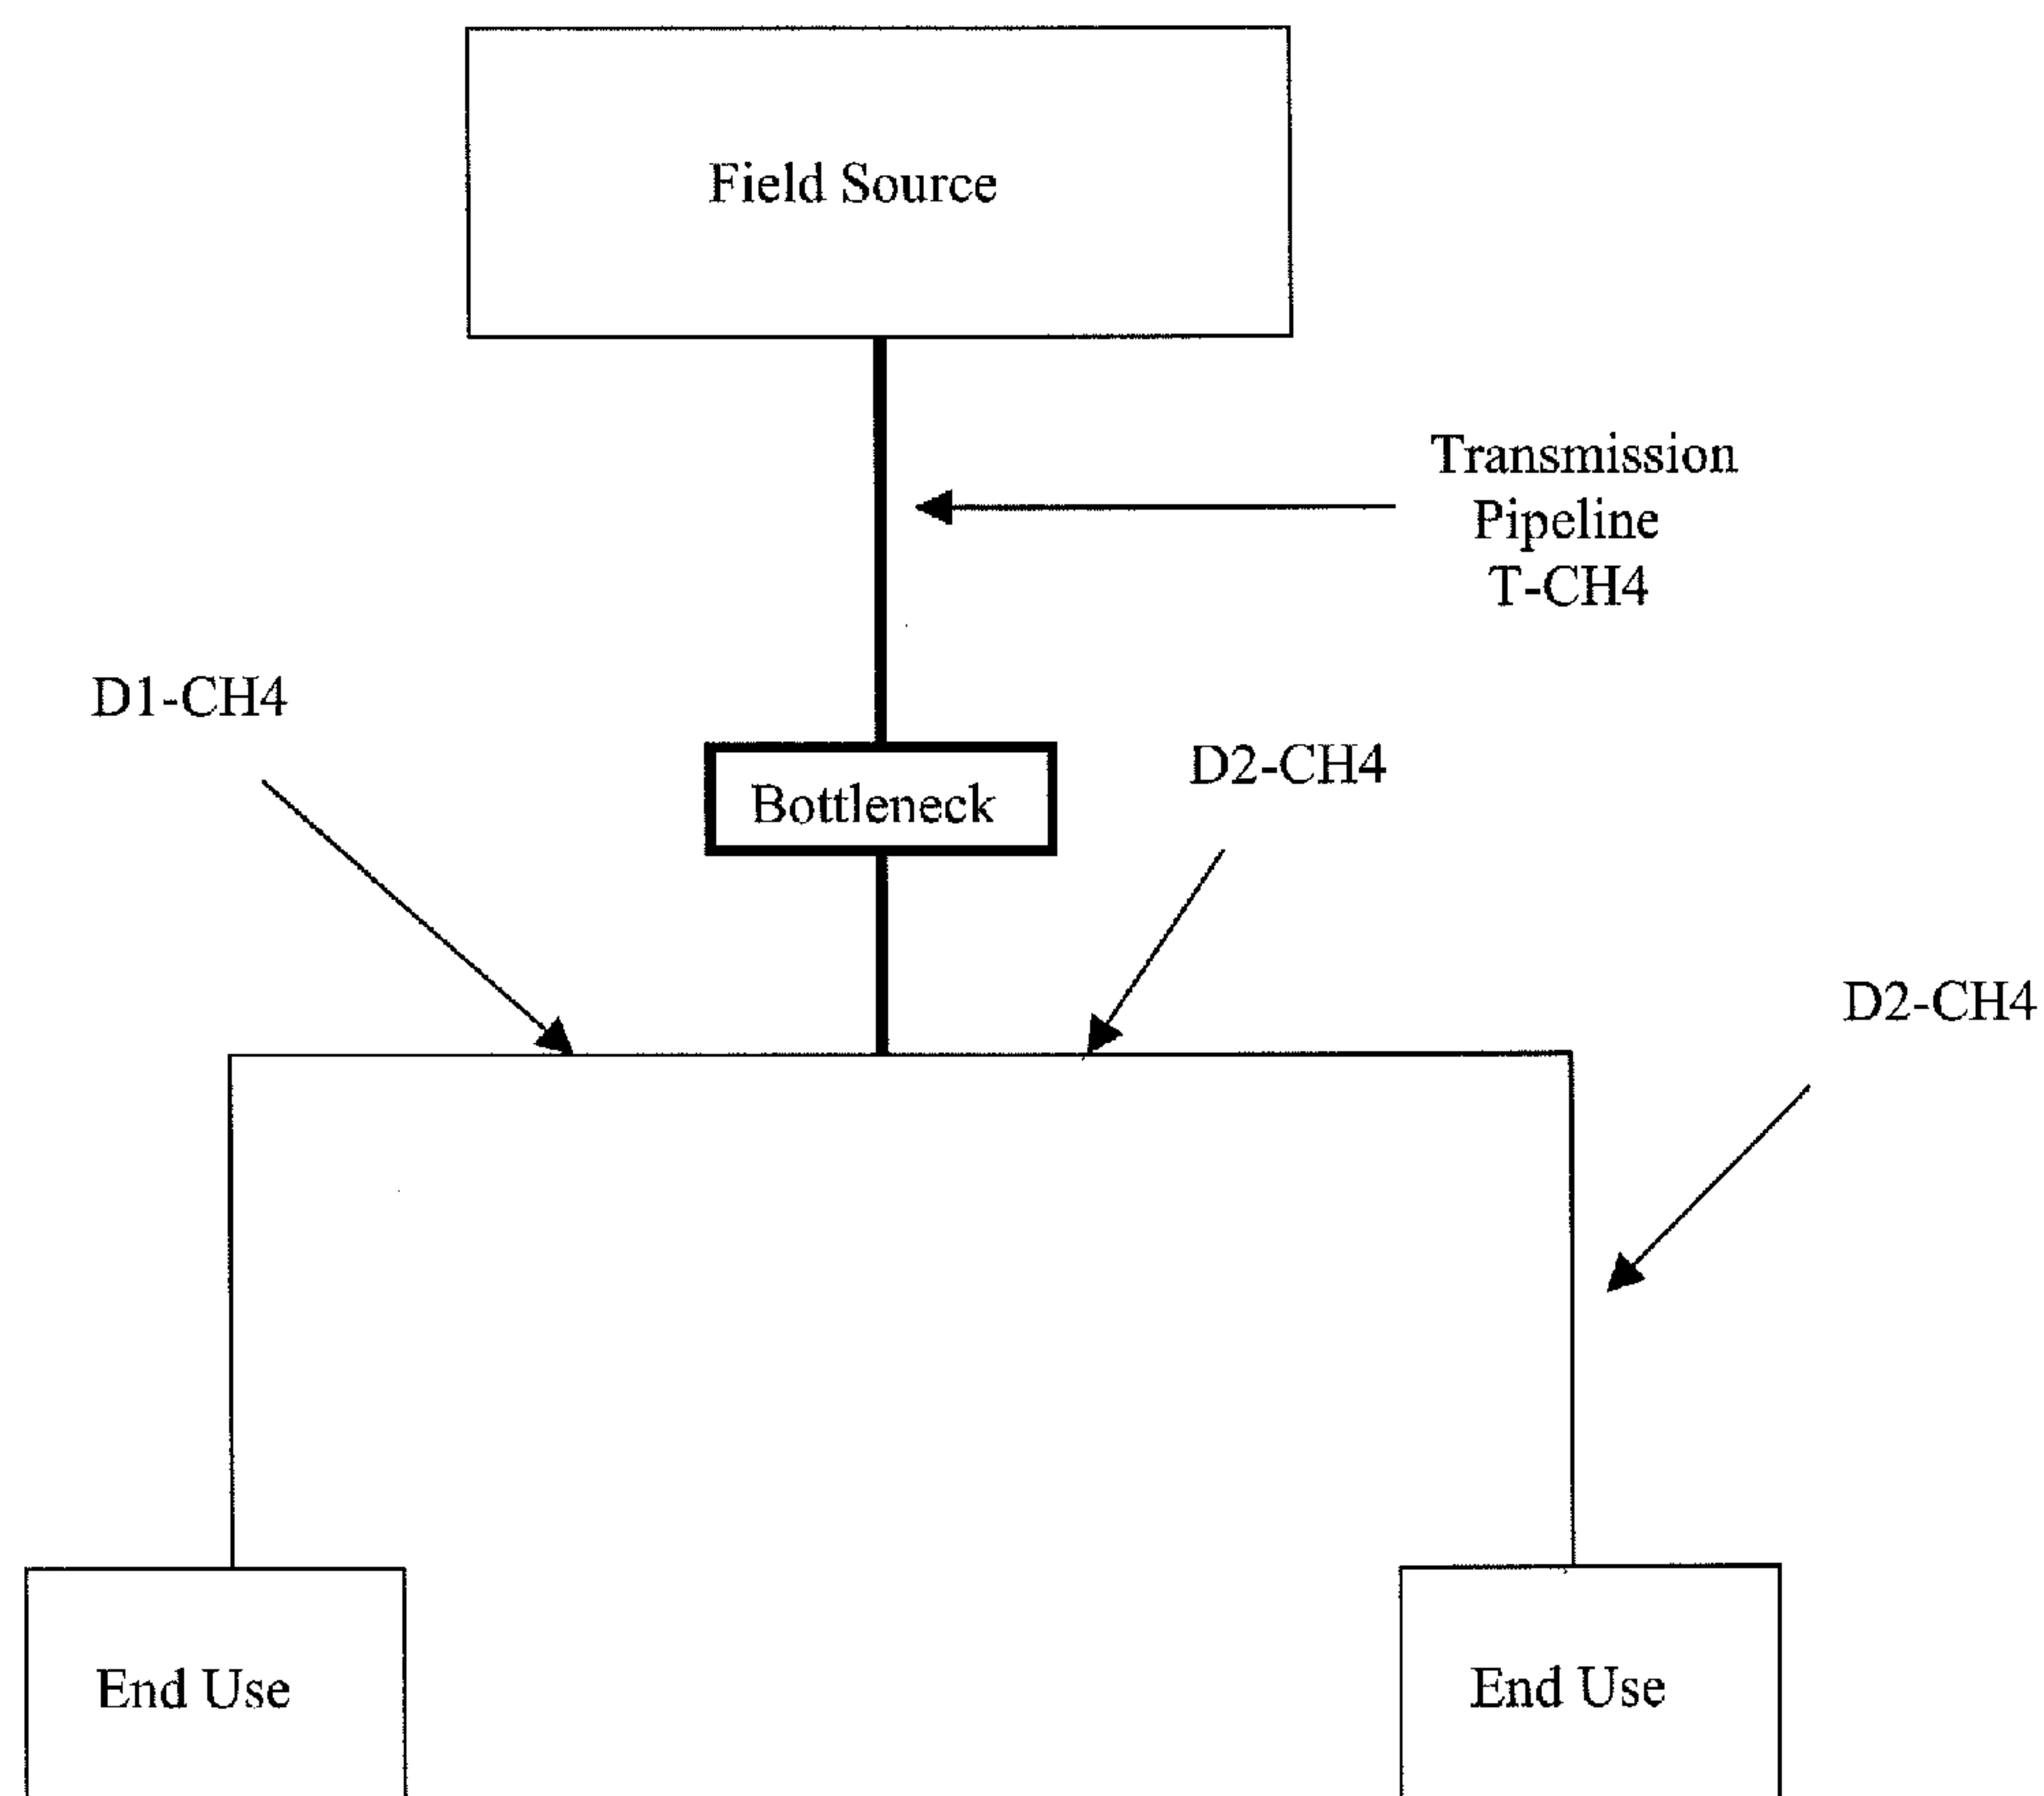 Field Source
Transmission
Pipeline
T-CH4
D1-CH4
D2-CH4
Bottleneck
D2-CH4
End Use
End Use